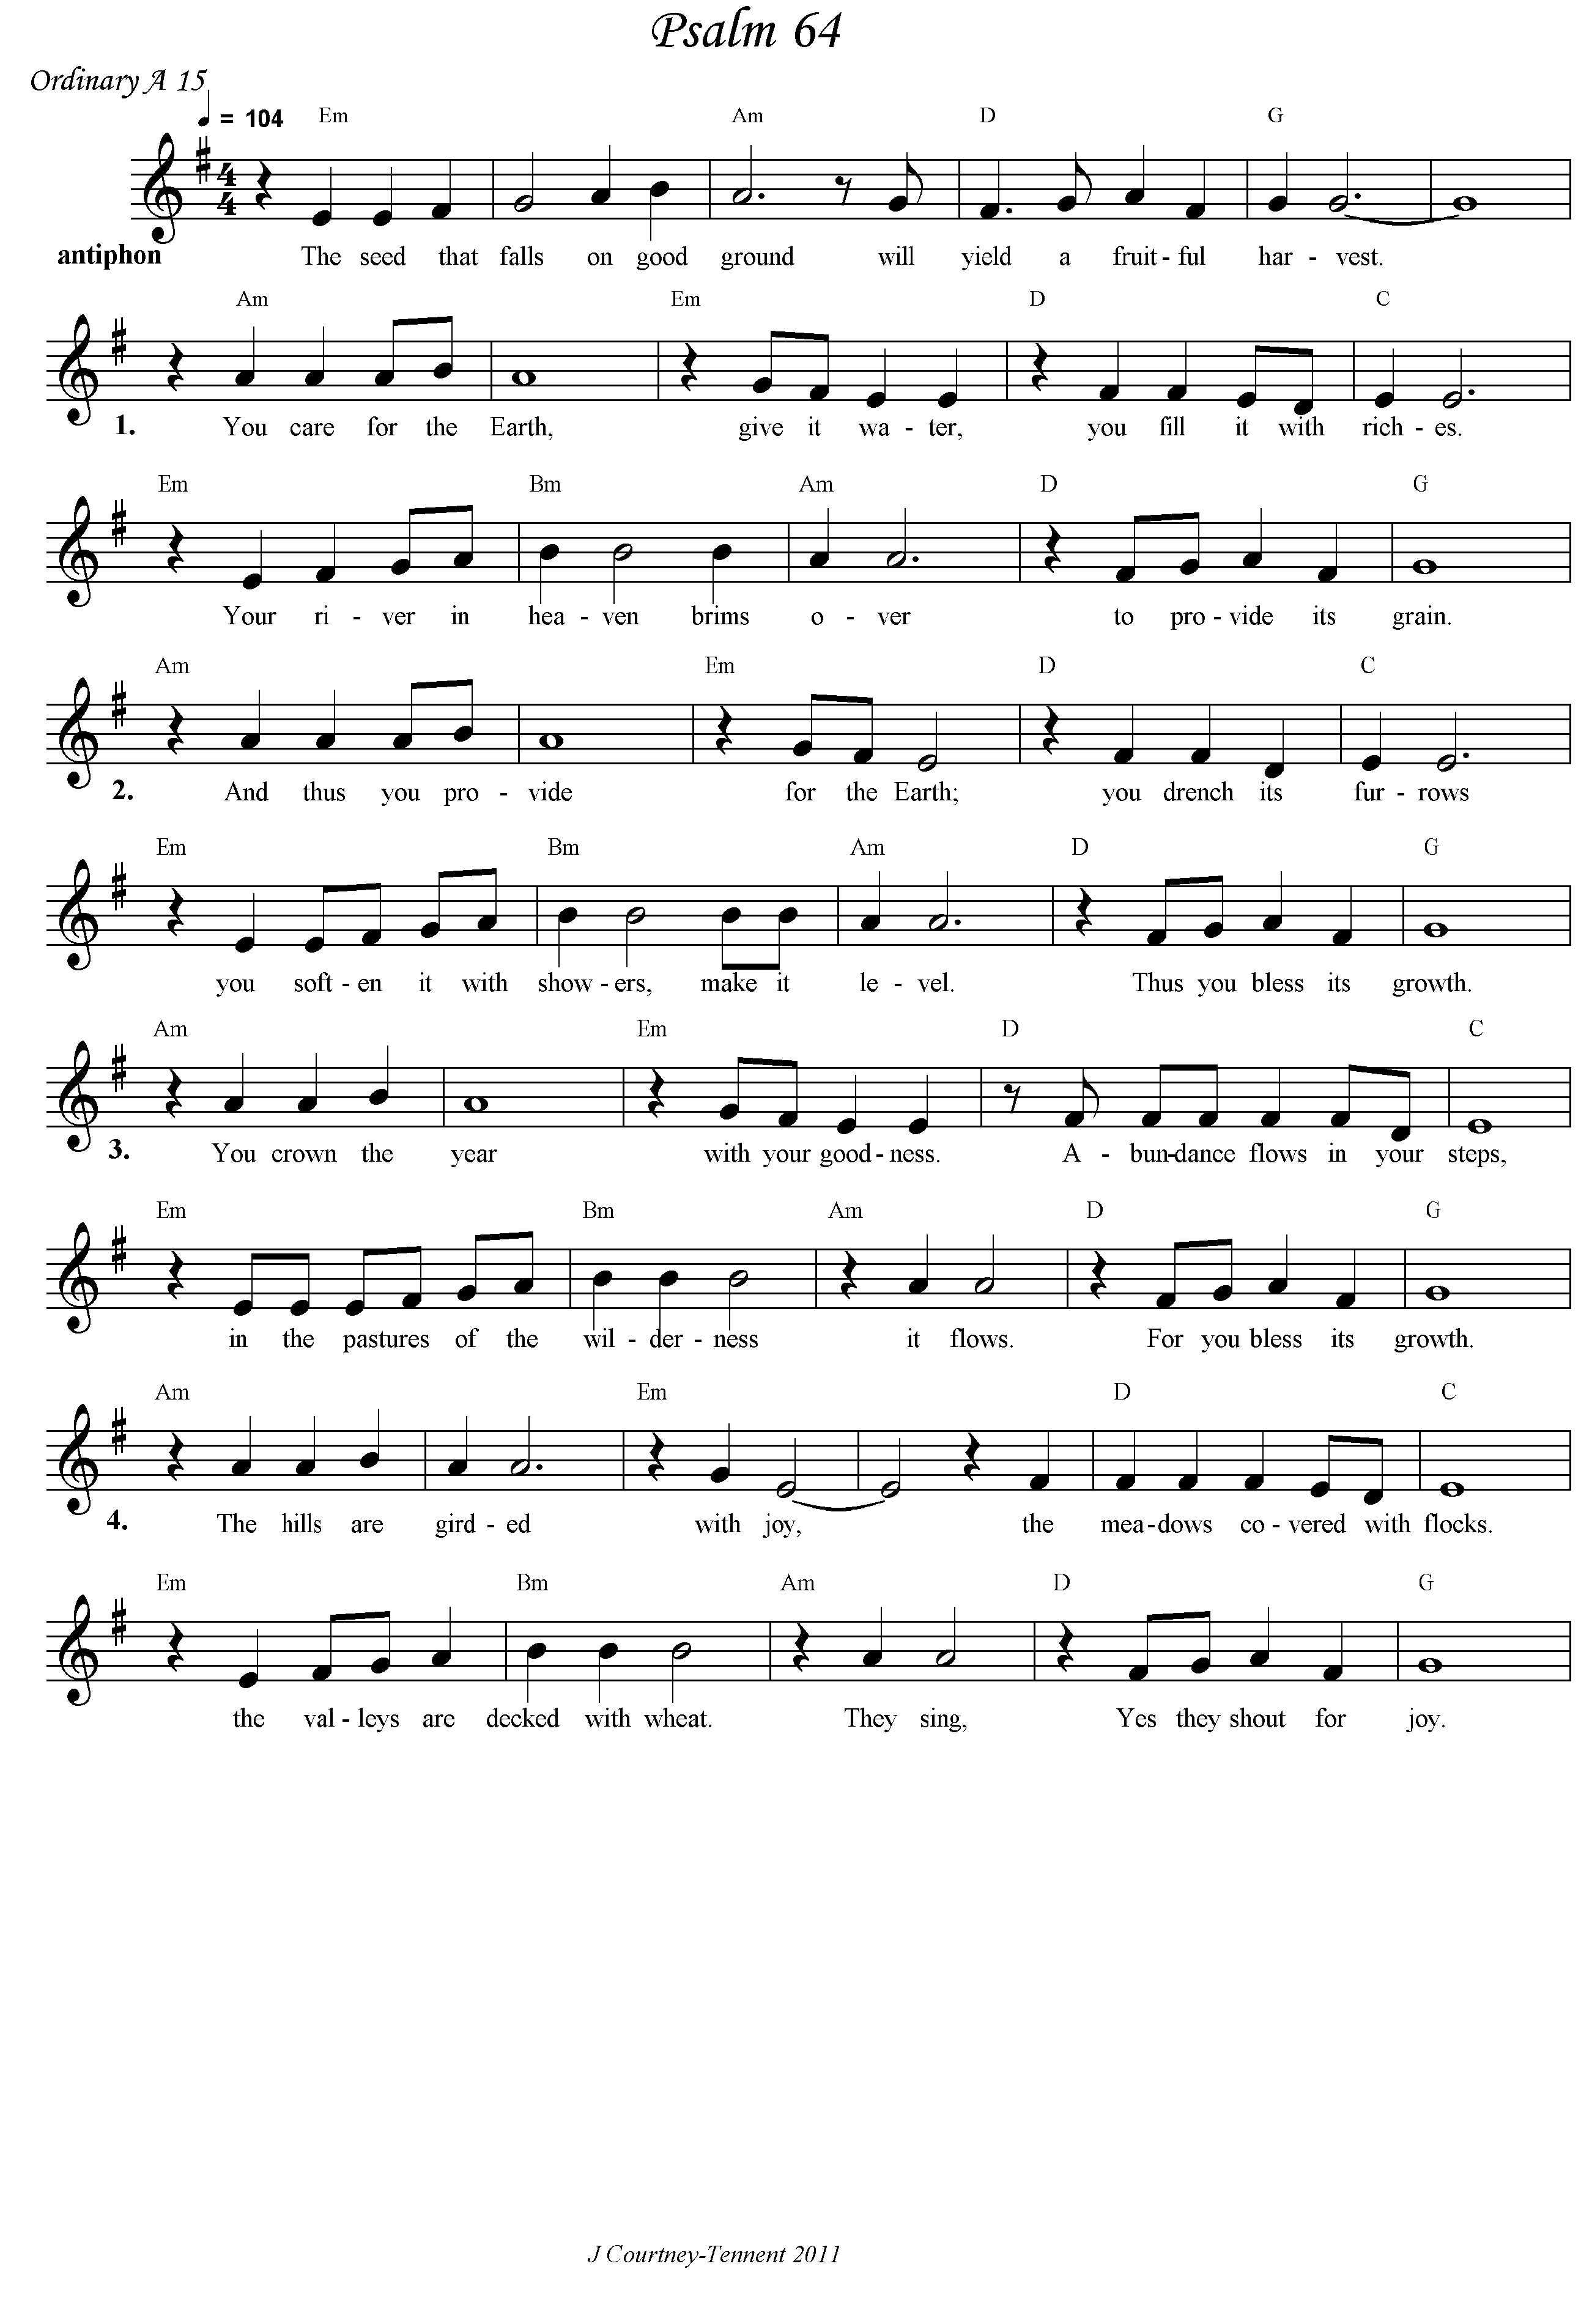 Psalm 64
Ordinary A 15
= 104 Em Am D G
4
4
antiphon The seed that falls on good ground will yield a fruit - ful har - vest.
Am Em D C
1. You care for the Earth, give it wa - ter, you fill it with rich - es.
Em Bm Am D G
Your ri - ver in hea - ven brims o - ver to pro - vide its grain.
Am Em D C
2. And thus you pro - vide for the Earth; you drench its fur - rows
Em Bm Am D G
you soft - en it with show - ers, make it le - vel. Thus you bless its growth.
Am Em D C
3. You crown the year with your good - ness. A - bun-dance flows in your steps,
Em Bm Am D G
in the pastures of the wil - der - ness it flows. For you bless its growth.
Am Em D C
4. The hills are gird - ed with joy, the mea-dows co - vered with flocks.
Em Bm Am D G
the val - leys are decked with wheat. They sing, Yes they shout for joy.
J Courtney-Tennent 2011